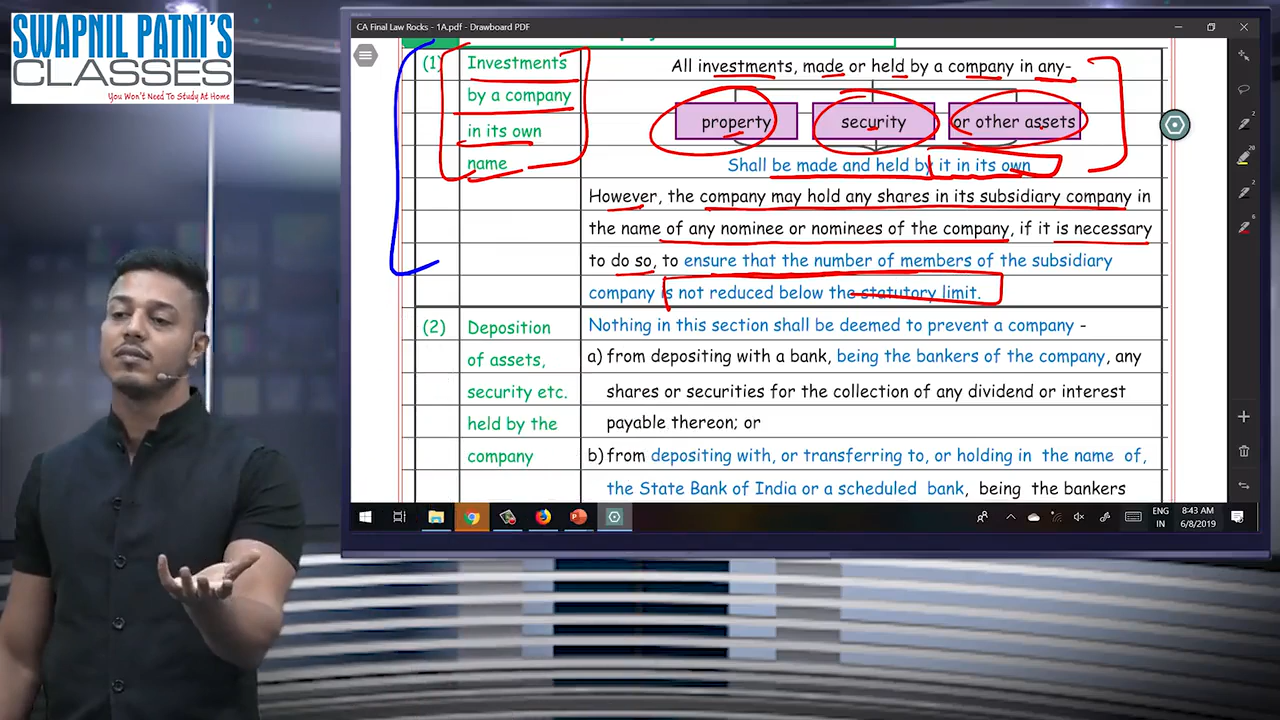 SWAPNIL PATNI'S
CLASSES
You Won't Need To Study At Home
CA Final Law Rocks - 1A.pdf - Drawboard PDF
(1) Investments by a company in its own name
All investments, made or held by a company in any-
property security or other assets
Shall be made and held by it in its own
However, the company may hold any shares in its subsidiary company in
the name of any nominee or nominees of the company, if it is necessary
to do so, to ensure that the number of members of the subsidiary
company is not reduced below the statutory limit.
(2) Deposition of assets, security etc. held by the company
Nothing in this section shall be deemed to prevent a company -
a) from depositing with a bank, being the bankers of the company, any
shares or securities for the collection of any dividend or interest
payable thereon; or
b) from depositing with, or transferring to, or holding in the name of,
the State Bank of India or a scheduled bank, being the bankers
ENG
IN
8:43 AM
6/8/2019